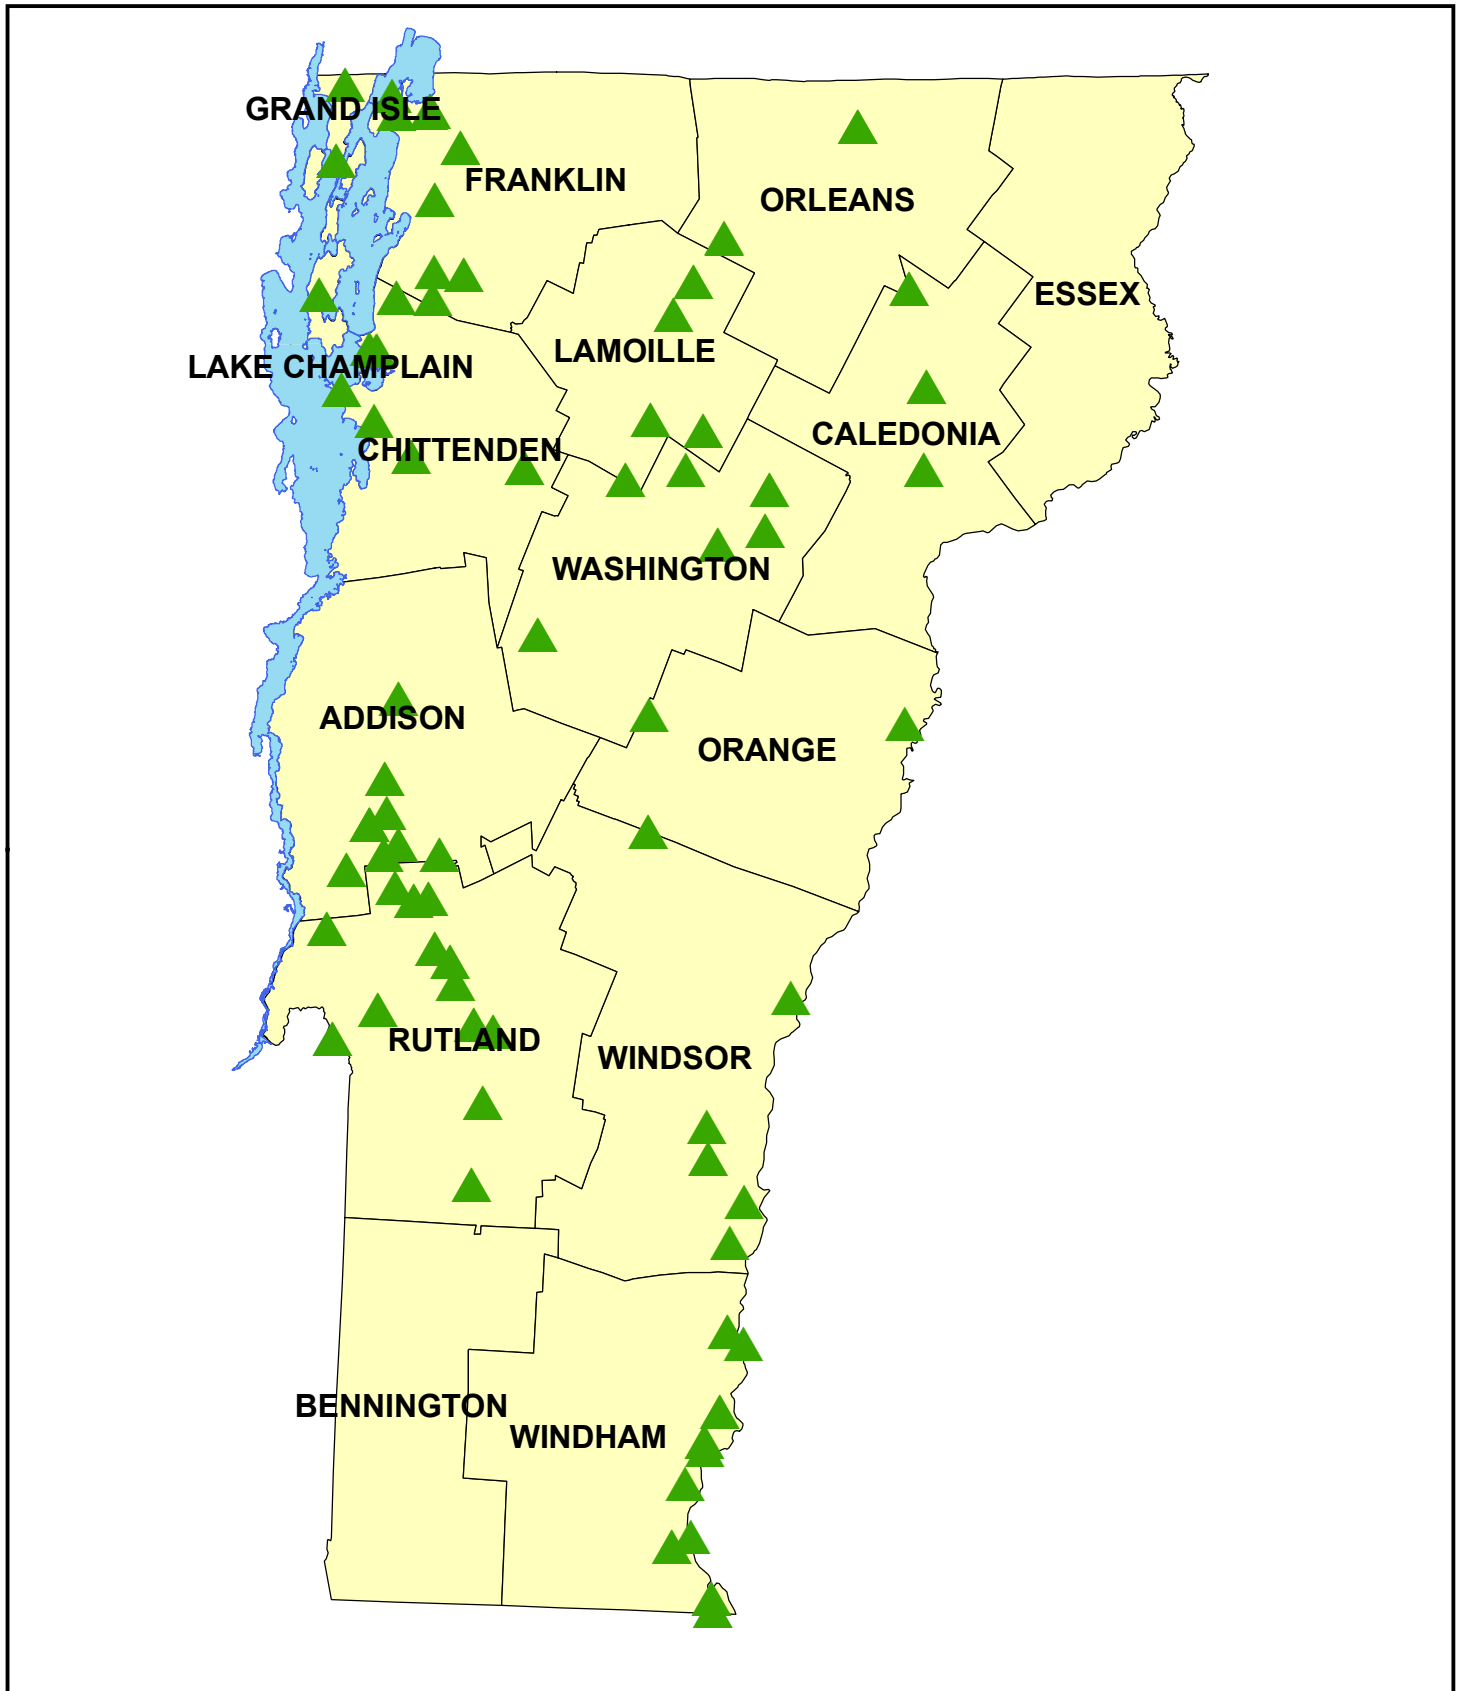 GRAND ISLE
FRANKLIN
ORLEANS
ESSEX
LAMOILLE
LAKE CHAMPLAIN
CALEDONIA
CHITTENDEN
WASHINGTON
ADDISON
ORANGE
RUTLAND
WINDSOR
BENNINGTON
WINDHAM